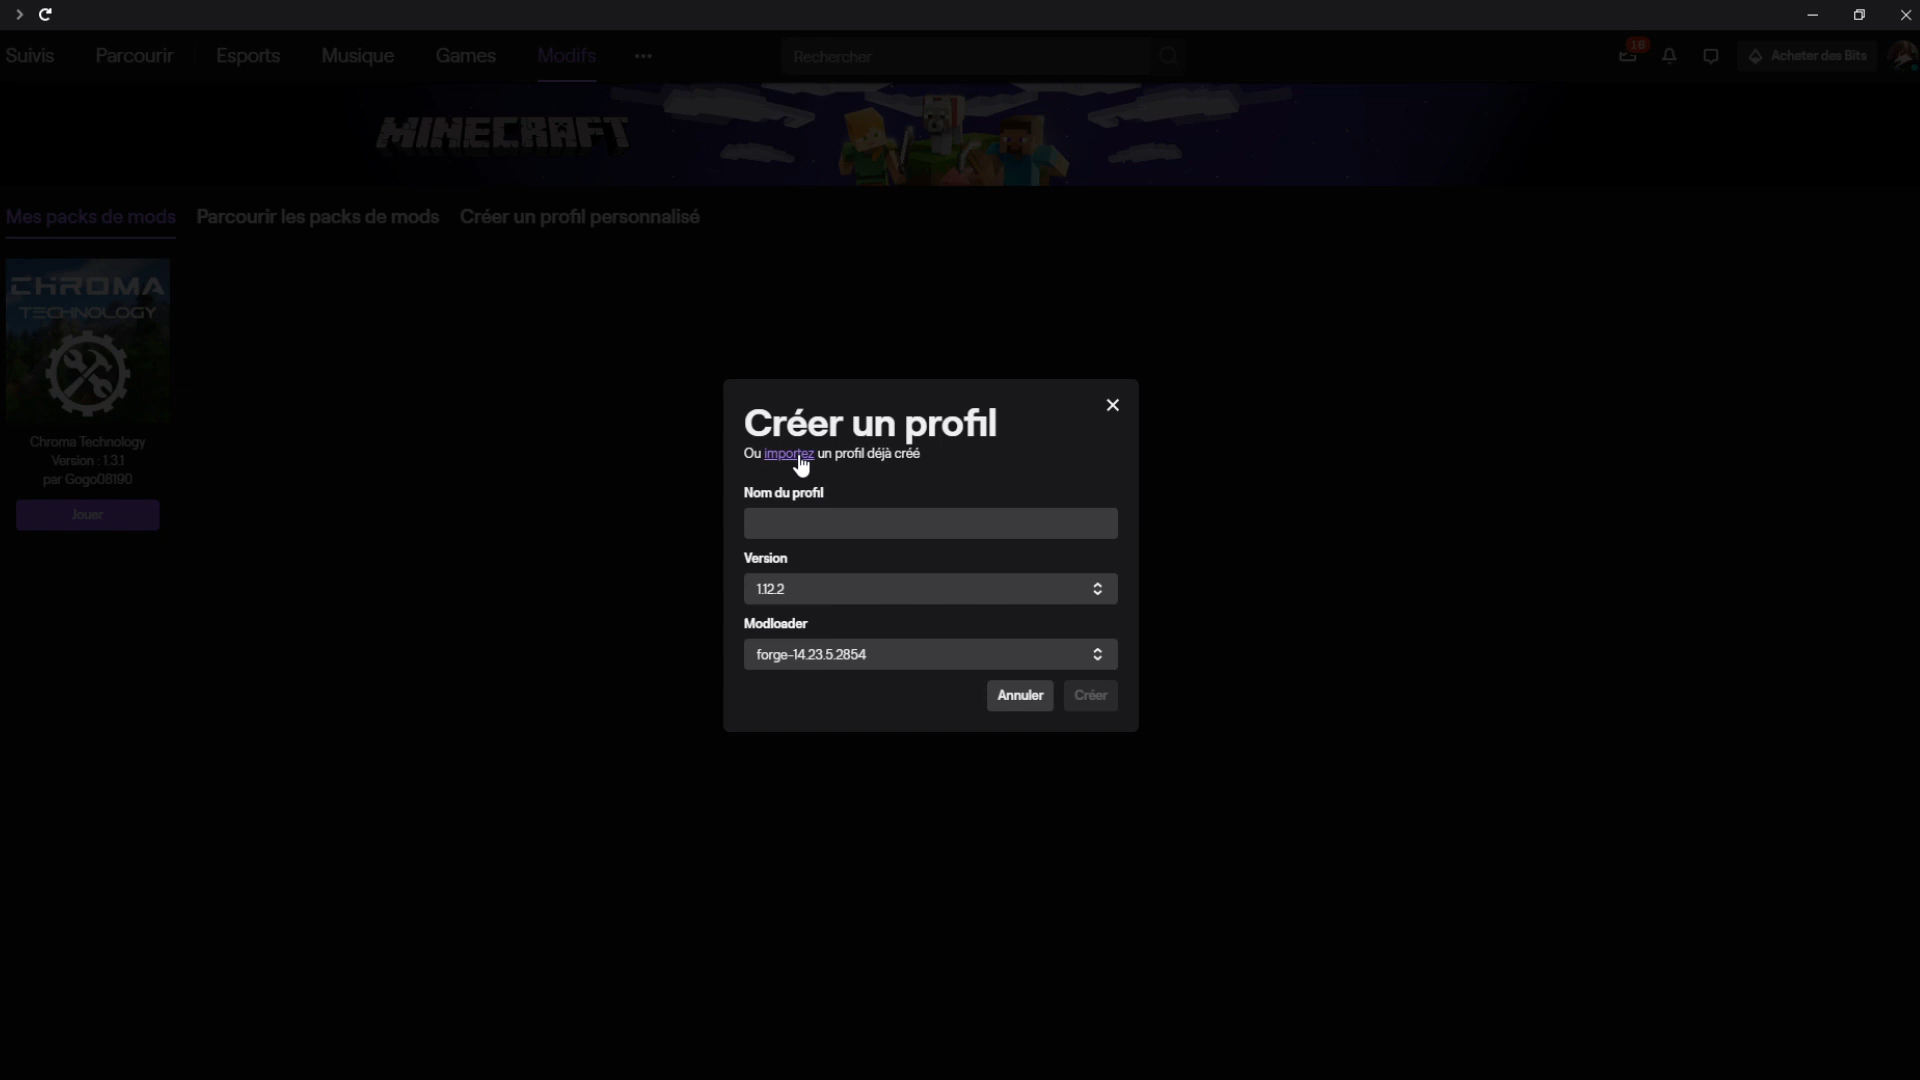 Suivis Parcourir Esports Musique Games Modifs Rechercher 18 Acheter des Bits
MINECRAFT
Mes packs de mods Parcourir les packs de mods Créer un profil personnalisé
CHROMA
TECHNOLOGY
Chroma Technology
Version : 1.3.1
par Gogo08190
Jouer
Créer un profil
Ou importez un profil déjà créé
Nom du profil
Version
1.12.2
Modloader
forge-14.23.5.2854
Annuler Créer